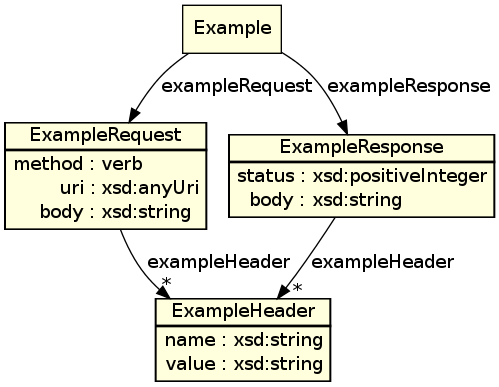 Example
exampleRequest
exampleResponse
ExampleRequest
method : verb
uri : xsd:anyUri
body : xsd:string
ExampleResponse
status : xsd:positiveInteger
body : xsd:string
exampleHeader
*
exampleHeader
*
ExampleHeader
name : xsd:string
value : xsd:string